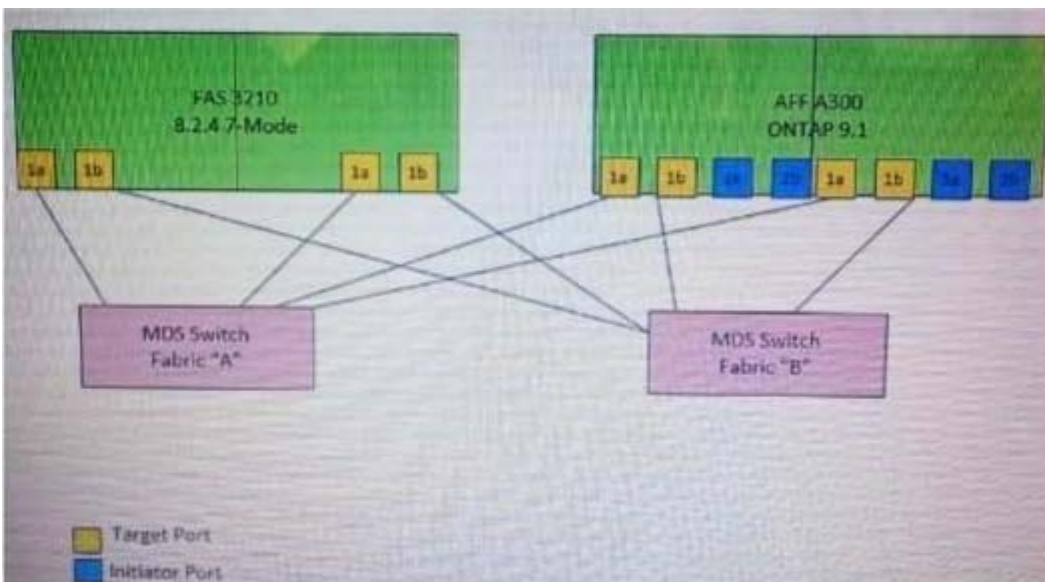 FAS 3210
8.2.4 7-Mode
AFF A300
ONTAP 9.1
1a 1b 1a 1b
1a 1b 2a 2b 1a 1b 2a 2b
MDS Switch
Fabric "A"
MDS Switch
Fabric "B"
Target Port
Initiator Port